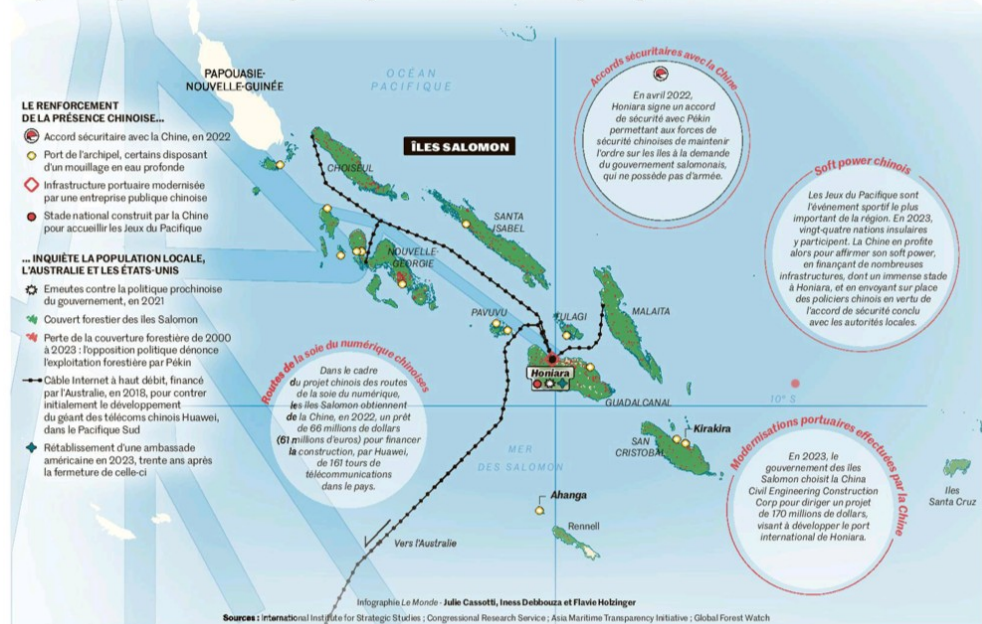 PAPOUASIE-
NOUVELLE-GUINÉE
OCÉAN
PACIFIQUE
ÎLES SALOMON
LE RENFORCEMENT
DE LA PRÉSENCE CHINOISE...
Accord sécuritaire avec la Chine, en 2022
Port de l'archipel, certains disposant
d'un mouillage en eau profonde
Infrastructure portuaire modernisée
par une entreprise publique chinoise
Stade national construit par la Chine
pour accueillir les Jeux du Pacifique
... INQUIÈTE LA POPULATION LOCALE,
L'AUSTRALIE ET LES ÉTATS-UNIS
Emeutes contre la politique prochinoise
du gouvernement, en 2021
Couvert forestier des îles Salomon
Perte de la couverture forestière de 2000
à 2023 : l'opposition politique dénonce
l'exploitation forestière par Pékin
Câble Internet à haut débit, financé
par l'Australie, en 2018, pour contrer
initialement le développement
du géant des télécoms chinois Huawei,
dans le Pacifique Sud
Rétablissement d'une ambassade
américaine en 2023, trente ans après
la fermeture de celle-ci
CHOISEUL
SANTA
ISABEL
NOUVELLE-
GÉORGIE
PAVUVU
TULAGI
MALAITA
Honiara
GUADALCANAL
10° S
SAN
CRISTOBAL
Kirakira
MER
DES SALOMON
Ahanga
Rennell
Iles
Santa Cruz
Vers l'Australie
Accords sécuritaires avec la Chine
En avril 2022,
Honiara signe un accord
de sécurité avec Pékin
permettant aux forces de
sécurité chinoises de maintenir
l'ordre sur les îles à la demande
du gouvernement salomonais,
qui ne possède pas d'armée.
Soft power chinois
Les Jeux du Pacifique sont
l'événement sportif le plus
important de la région. En 2023,
vingt-quatre nations insulaires
y participent. La Chine en profite
alors pour affirmer son soft power,
en finançant de nombreuses
infrastructures, dont un immense stade
à Honiara, et en envoyant sur place
des policiers chinois en vertu de
l'accord de sécurité conclu
avec les autorités locales.
Routes de la soie du numérique chinoises
Dans le cadre
du projet chinois des routes
de la soie du numérique,
les îles Salomon obtiennent
de la Chine, en 2022, un prêt
de 66 millions de dollars
(61 millions d'euros) pour financer
la construction, par Huawei,
de 161 tours de
télécommunications
dans le pays.
Modernisations portuaires effectuées par la Chine
En 2023, le
gouvernement des îles
Salomon choisit la China
Civil Engineering Construction
Corp pour diriger un projet
de 170 millions de dollars,
visant à développer le port
international de Honiara.
Infographie Le Monde - Julie Cassotti, Iness Debbouza et Flavie Holzinger
Sources : International Institute for Strategic Studies ; Congressional Research Service ; Asia Maritime Transparency Initiative ; Global Forest Watch